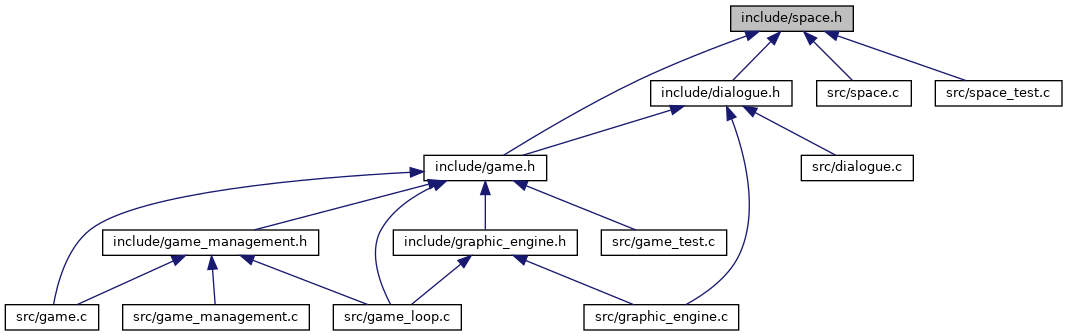 include/space.h
include/dialogue.h
src/space.c
src/space_test.c
include/game.h
src/dialogue.c
include/game_management.h
include/graphic_engine.h
src/game_test.c
src/game.c
src/game_management.c
src/game_loop.c
src/graphic_engine.c